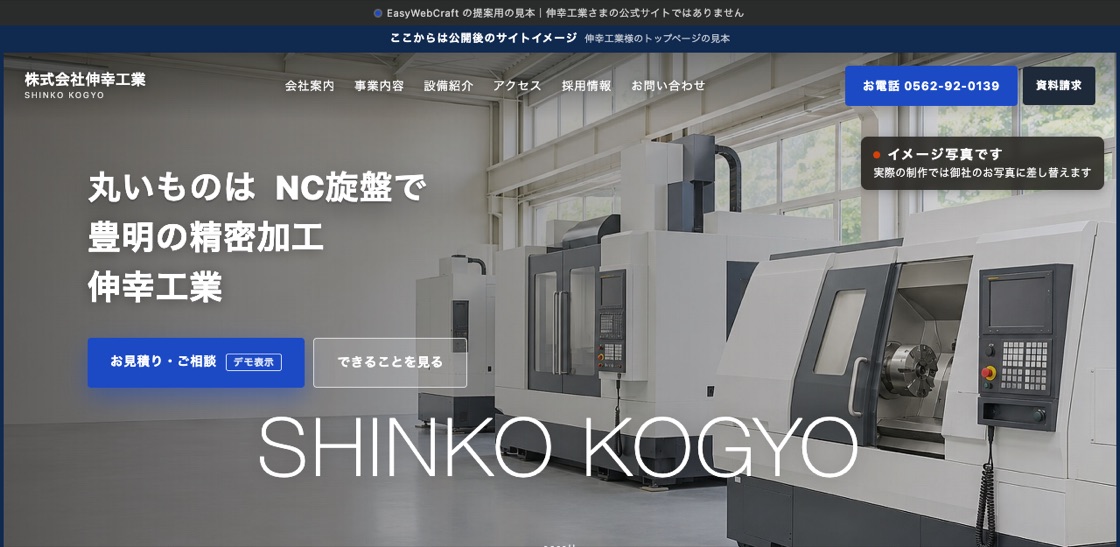 EasyWebCraft の提案用の見本｜伸幸工業さまの公式サイトではありません
ここからは公開後のサイトイメージ 伸幸工業様のトップページの見本
株式会社伸幸工業
SHINKO KOGYO
会社案内 事業内容 設備紹介 アクセス 採用情報 お問い合わせ
お電話 0562-92-0139
資料請求
イメージ写真です
実際の制作では御社のお写真に差し替えます
丸いものは NC旋盤で
豊明の精密加工
伸幸工業
お見積り・ご相談 デモ表示
できることを見る
SHINKO KOGYO